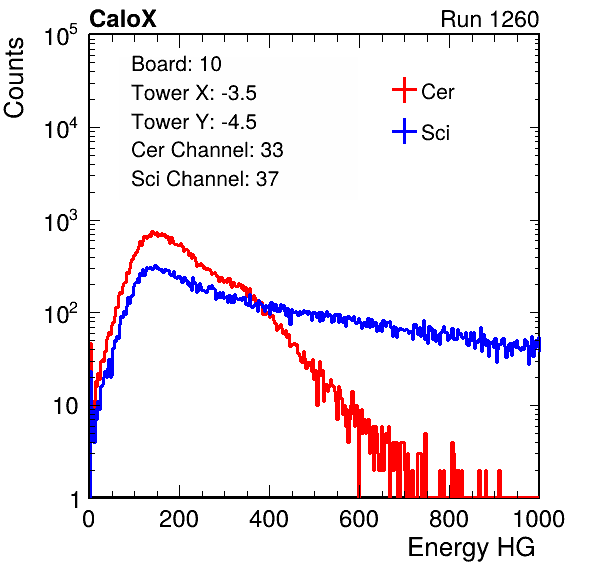 CaloX Run 1260
Counts
Board: 10
Tower X: -3.5
Tower Y: -4.5
Cer Channel: 33
Sci Channel: 37
Cer
Sci
10^5
10^4
10^3
10^2
10
1
0 200 400 600 800 1000
Energy HG